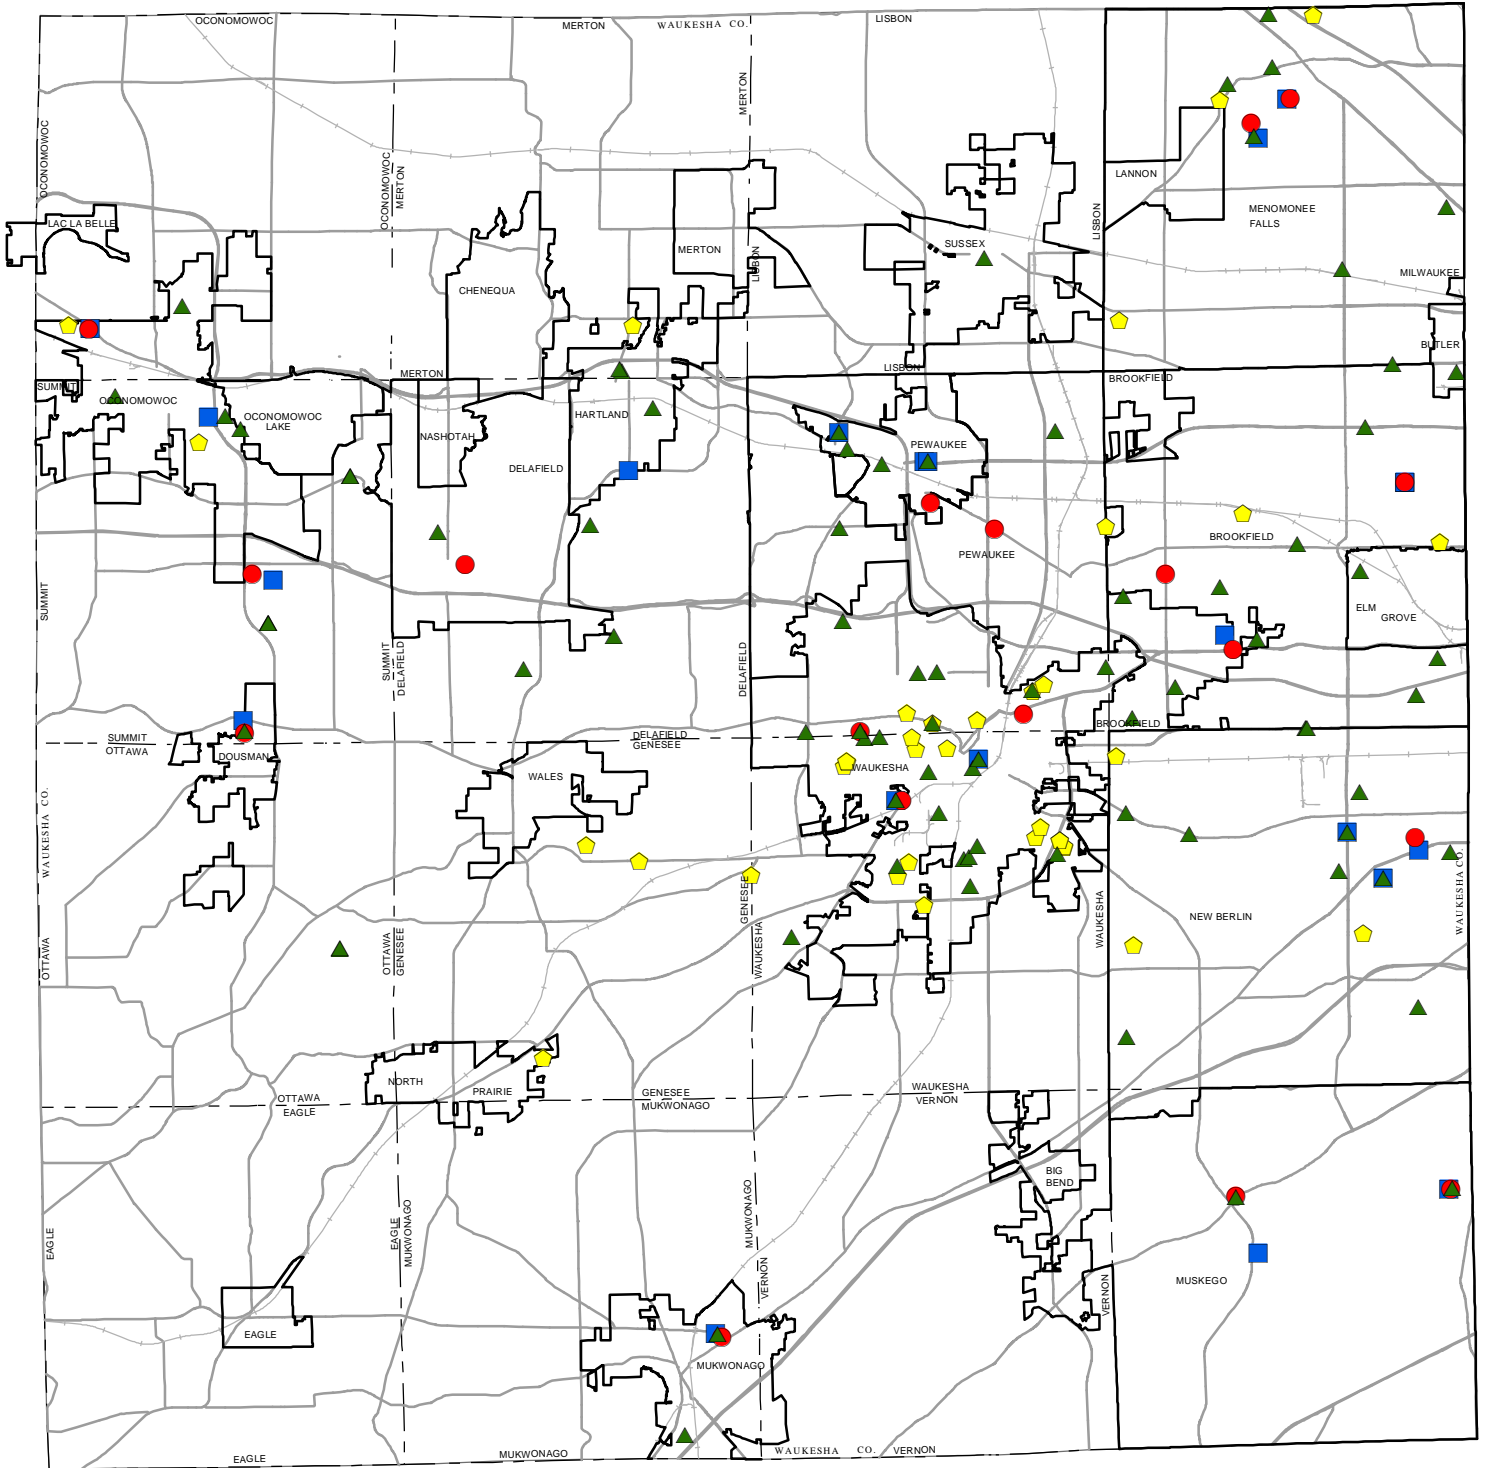 OCONOMOWOC
MERTON
WAUKESHA CO.
LISBON
OCONOMOWOC
OCONOMOWOC
MERTON
MERTON
LISBON
LISBON
LANNON
MENOMONEE
FALLS
LAC LA BELLE
CHENEQUA
MERTON
SUSSEX
MILWAUKEE
BUTLER
SUMMIT
OCONOMOWOC
MERTON
LISBON
BROOKFIELD
OCONOMOWOC
LAKE
NASHOTAH
HARTLAND
DELAFIELD
PEWAUKEE
PEWAUKEE
BROOKFIELD
ELM
GROVE
SUMMIT
SUMMIT
DELAFIELD
DELAFIELD
SUMMIT
OTTAWA
DOUSMAN
DELAFIELD
GENESEE
WALES
WAUKESHA
BROOKFIELD
WAUKESHA CO.
OTTAWA
OTTAWA
GENESEE
GENESEE
WAUKESHA
WAUKESHA
NEW BERLIN
WAUKESHA CO.
NORTH
PRAIRIE
OTTAWA
EAGLE
GENESEE
MUKWONAGO
WAUKESHA
VERNON
BIG
BEND
EAGLE
EAGLE
MUKWONAGO
MUKWONAGO
VERNON
VERNON
MUSKEGO
EAGLE
MUKWONAGO
EAGLE
MUKWONAGO
WAUKESHA CO.
VERNON